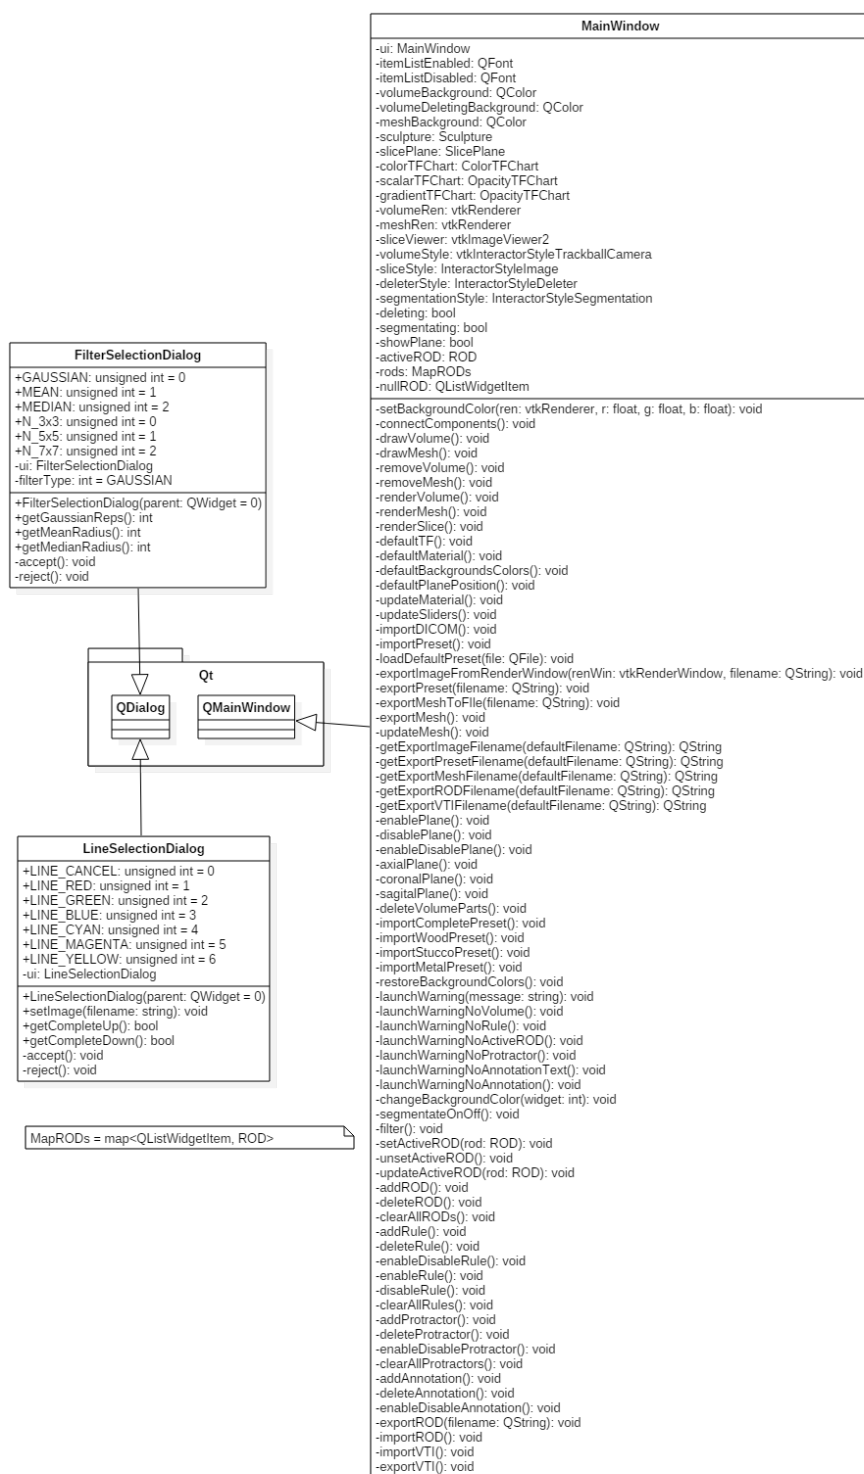 MainWindow
-ui: MainWindow
-itemListEnabled: QFont
-itemListDisabled: QFont
-volumeBackground: QColor
-volumeDeletingBackground: QColor
-meshBackground: QColor
-sculpture: Sculpture
-slicePlane: SlicePlane
-colorTFChart: ColorTFChart
-scalarTFChart: OpacityTFChart
-gradientTFChart: OpacityTFChart
-volumeRen: vtkRenderer
-meshRen: vtkRenderer
-sliceViewer: vtkImageViewer2
-volumeStyle: vtkInteractorStyleTrackballCamera
-sliceStyle: InteractorStyleImage
-deleterStyle: InteractorStyleDeleter
-segmentationStyle: InteractorStyleSegmentation
-deleting: bool
-segmentating: bool
-showPlane: bool
-activeROD: ROD
-rods: MapRODs
-nullROD: QListWidgetItem
-setBackgroundColor(ren: vtkRenderer, r: float, g: float, b: float): void
-connectComponents(): void
-drawVolume(): void
-drawMesh(): void
-removeVolume(): void
-removeMesh(): void
-renderVolume(): void
-renderMesh(): void
-renderSlice(): void
-defaultTF(): void
-defaultMaterial(): void
-defaultBackgroundsColors(): void
-defaultPlanePosition(): void
-updateMaterial(): void
-updateSliders(): void
-importDICOM(): void
-importPreset(): void
-loadDefaultPreset(file: QFile): void
-exportImageFromRenderWindow(renWin: vtkRenderWindow, filename: QString): void
-exportPreset(filename: QString): void
-exportMeshToFIle(filename: QString): void
-exportMesh(): void
-updateMesh(): void
-getExportImageFilename(defaultFilename: QString): QString
-getExportPresetFilename(defaultFilename: QString): QString
-getExportMeshFilename(defaultFilename: QString): QString
-getExportRODFilename(defaultFilename: QString): QString
-getExportVTIFilename(defaultFilename: QString): QString
-enablePlane(): void
-disablePlane(): void
-enableDisablePlane(): void
-axialPlane(): void
-coronalPlane(): void
-sagitalPlane(): void
-deleteVolumeParts(): void
-importCompletePreset(): void
-importWoodPreset(): void
-importStuccoPreset(): void
-importMetalPreset(): void
-restoreBackgroundColors(): void
-launchWarning(message: string): void
-launchWarningNoVolume(): void
-launchWarningNoRule(): void
-launchWarningNoActiveROD(): void
-launchWarningNoProtractor(): void
-launchWarningNoAnnotationText(): void
-launchWarningNoAnnotation(): void
-changeBackgroundColor(widget: int): void
-segmentateOnOff(): void
-filter(): void
-setActiveROD(rod: ROD): void
-unsetActiveROD(): void
-updateActiveROD(rod: ROD): void
-addROD(): void
-deleteROD(): void
-clearAllRODs(): void
-addRule(): void
-deleteRule(): void
-enableDisableRule(): void
-enableRule(): void
-disableRule(): void
-clearAllRules(): void
-addProtractor(): void
-deleteProtractor(): void
-enableDisableProtractor(): void
-clearAllProtractors(): void
-addAnnotation(): void
-deleteAnnotation(): void
-enableDisableAnnotation(): void
-exportROD(filename: QString): void
-importROD(): void
-importVTI(): void
-exportVTI(): void
FilterSelectionDialog
+GAUSSIAN: unsigned int = 0
+MEAN: unsigned int = 1
+MEDIAN: unsigned int = 2
+N_3x3: unsigned int = 0
+N_5x5: unsigned int = 1
+N_7x7: unsigned int = 2
-ui: FilterSelectionDialog
-filterType: int = GAUSSIAN
+FilterSelectionDialog(parent: QWidget = 0)
+getGaussianReps(): int
+getMeanRadius(): int
+getMedianRadius(): int
-accept(): void
-reject(): void
Qt
QDialog
QMainWindow
LineSelectionDialog
+LINE_CANCEL: unsigned int = 0
+LINE_RED: unsigned int = 1
+LINE_GREEN: unsigned int = 2
+LINE_BLUE: unsigned int = 3
+LINE_CYAN: unsigned int = 4
+LINE_MAGENTA: unsigned int = 5
+LINE_YELLOW: unsigned int = 6
-ui: LineSelectionDialog
+LineSelectionDialog(parent: QWidget = 0)
+setImage(filename: string): void
+getCompleteUp(): bool
+getCompleteDown(): bool
-accept(): void
-reject(): void
MapRODs = map<QListWidgetItem, ROD>